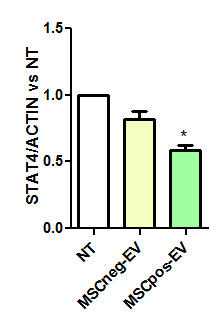 STAT4/ACTIN vs NT
1.5
1.0
0.5
0.0
*
NT
MSCneg-EV
MSCpos-EV